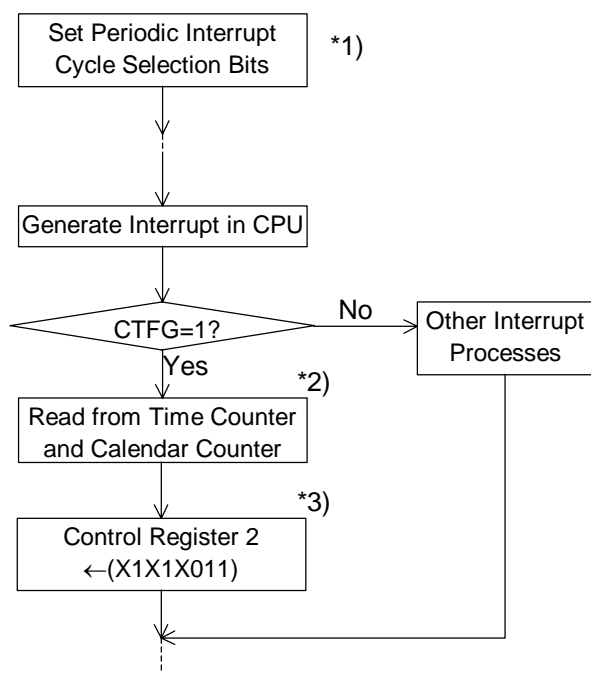 Set Periodic Interrupt
Cycle Selection Bits
*1)
Generate Interrupt in CPU
CTFG=1?
No
Other Interrupt
Processes
Yes
*2)
Read from Time Counter
and Calendar Counter
*3)
Control Register 2
←(X1X1X011)